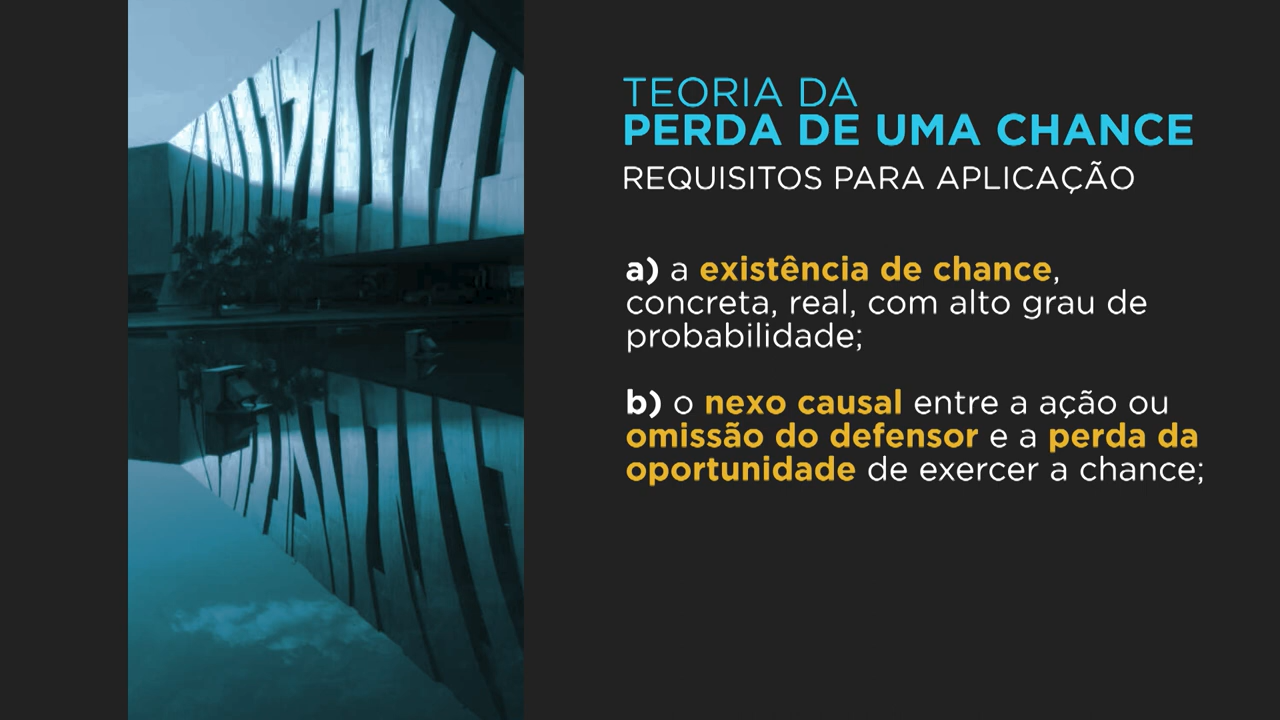 TEORIA DA
PERDA DE UMA CHANCE
REQUISITOS PARA APLICAÇÃO
a) a existência de chance,
concreta, real, com alto grau de
probabilidade;
b) o nexo causal entre a ação ou
omissão do defensor e a perda da
oportunidade de exercer a chance;